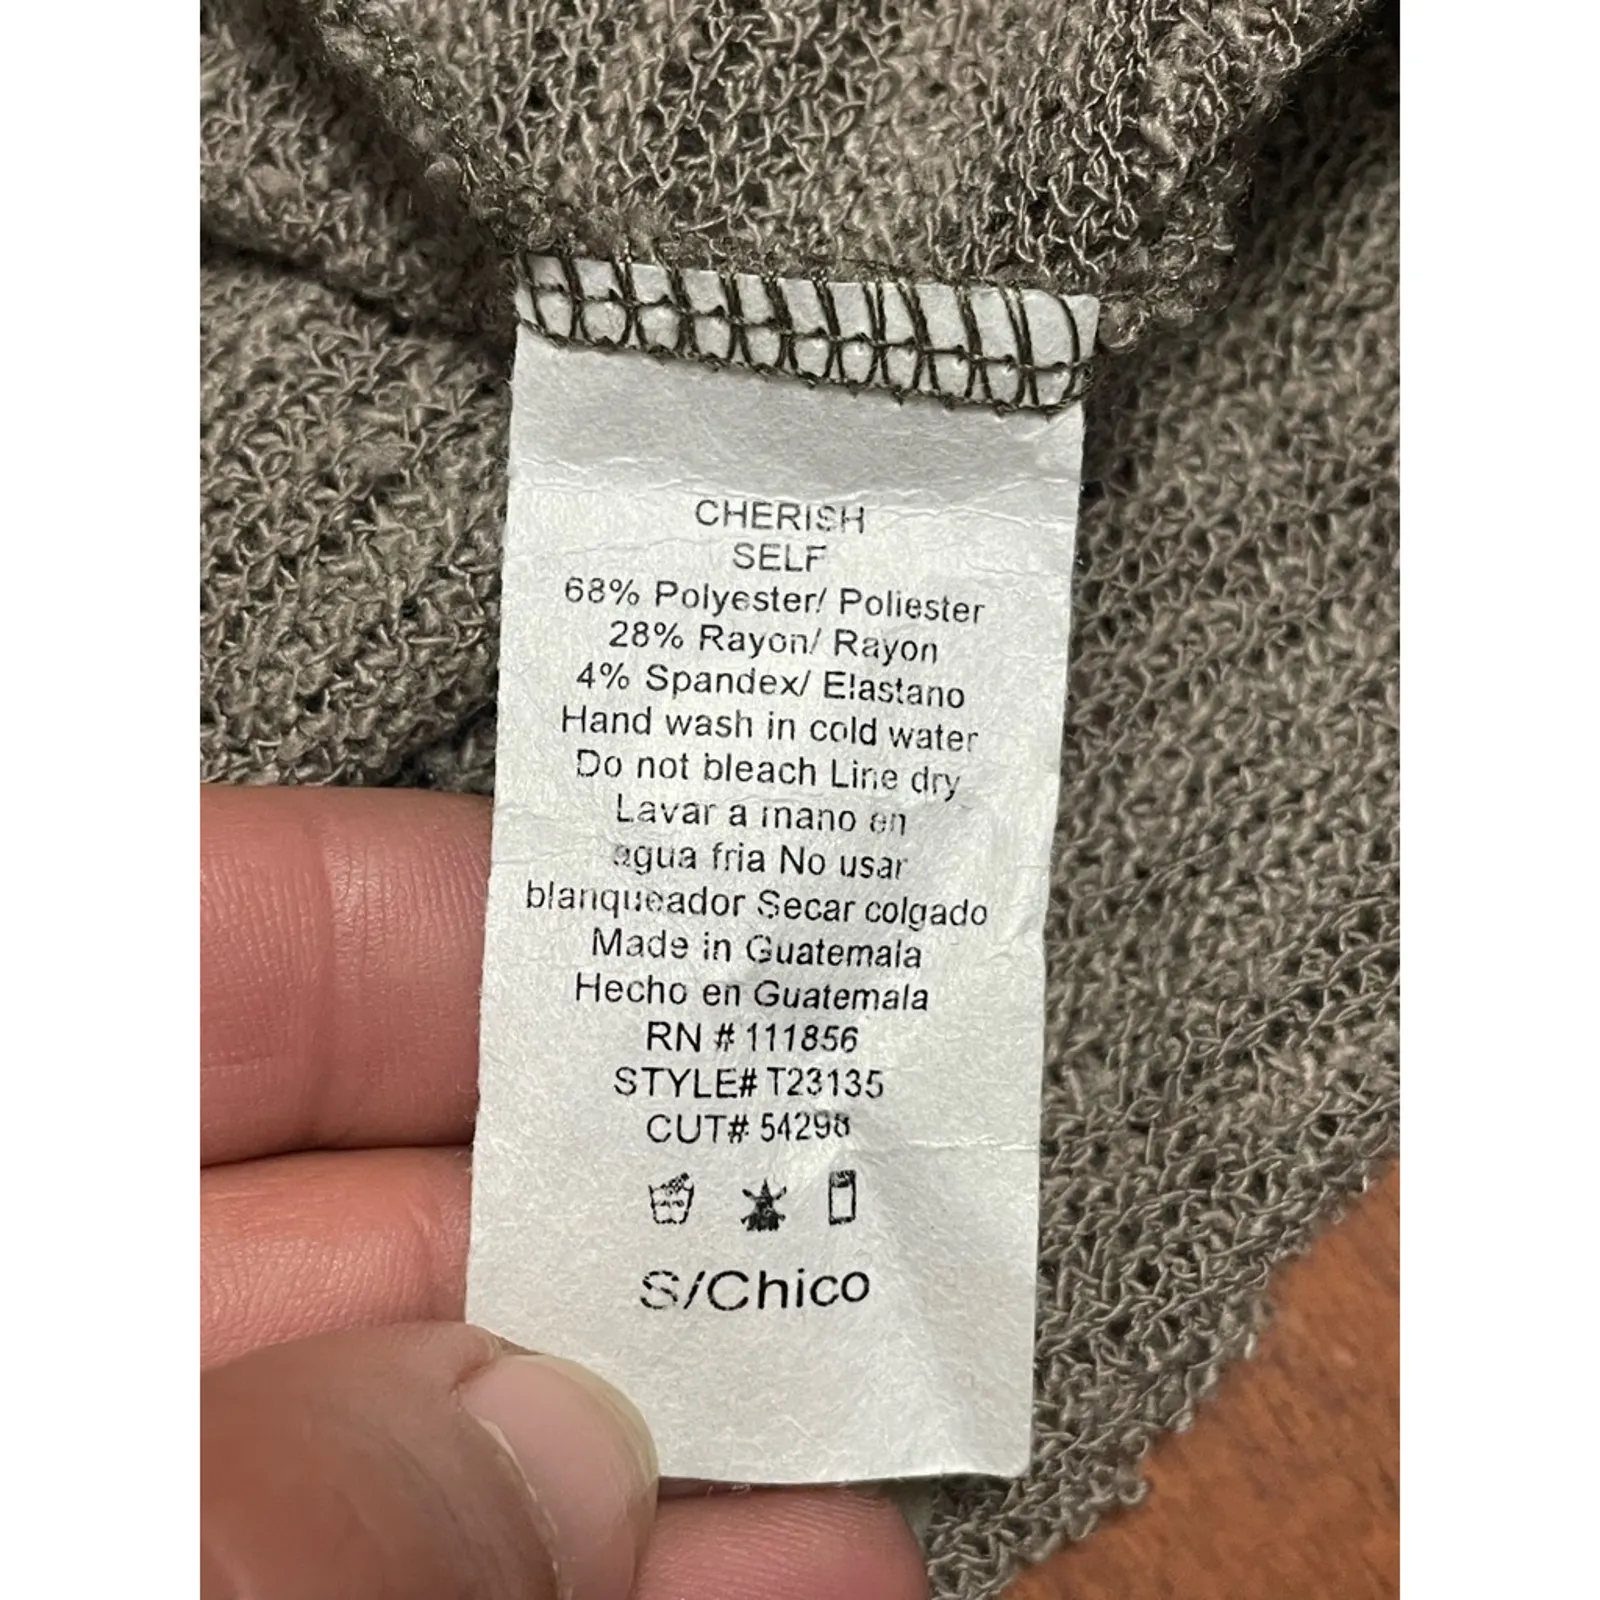 CHERISH
SELF
68% Polyester/ Poliester
28% Rayon/ Rayon
4% Spandex/ Elastano
Hand wash in cold water
Do not bleach Line dry
Lavar a mano en
agua fria No usar
blanqueador Secar colgado
Made in Guatemala
Hecho en Guatemala
RN # 111856
STYLE# T23135
CUT#
S/Chico